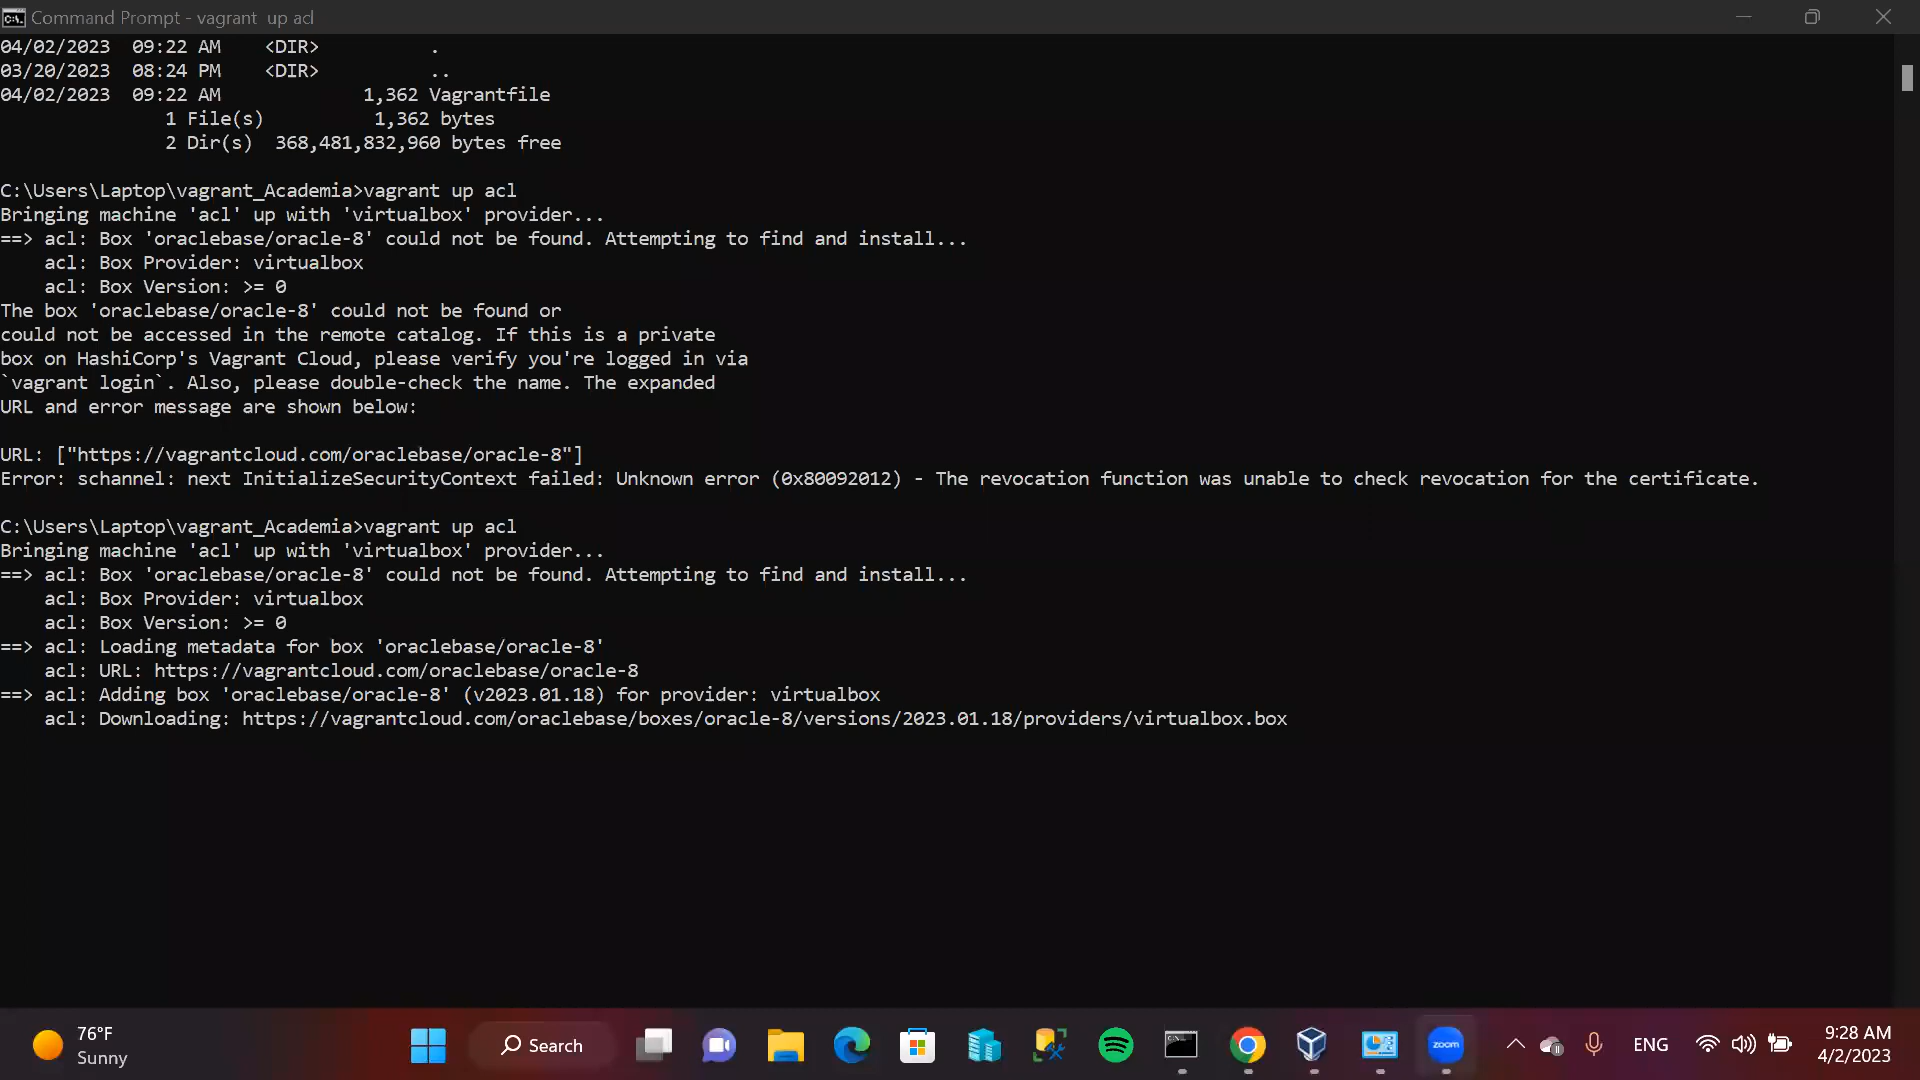 Command Prompt - vagrant  up acl
04/02/2023  09:22 AM    <DIR>          .
03/20/2023  08:24 PM    <DIR>          ..
04/02/2023  09:22 AM             1,362 Vagrantfile
               1 File(s)          1,362 bytes
               2 Dir(s)  368,481,832,960 bytes free
C:\Users\Laptop\vagrant_Academia>vagrant up acl
Bringing machine 'acl' up with 'virtualbox' provider...
==> acl: Box 'oraclebase/oracle-8' could not be found. Attempting to find and install...
    acl: Box Provider: virtualbox
    acl: Box Version: >= 0
The box 'oraclebase/oracle-8' could not be found or
could not be accessed in the remote catalog. If this is a private
box on HashiCorp's Vagrant Cloud, please verify you're logged in via
`vagrant login`. Also, please double-check the name. The expanded
URL and error message are shown below:
URL: ["https://vagrantcloud.com/oraclebase/oracle-8"]
Error: schannel: next InitializeSecurityContext failed: Unknown error (0x80092012) - The revocation function was unable to check revocation for the certificate.
C:\Users\Laptop\vagrant_Academia>vagrant up acl
Bringing machine 'acl' up with 'virtualbox' provider...
==> acl: Box 'oraclebase/oracle-8' could not be found. Attempting to find and install...
    acl: Box Provider: virtualbox
    acl: Box Version: >= 0
==> acl: Loading metadata for box 'oraclebase/oracle-8'
    acl: URL: https://vagrantcloud.com/oraclebase/oracle-8
==> acl: Adding box 'oraclebase/oracle-8' (v2023.01.18) for provider: virtualbox
    acl: Downloading: https://vagrantcloud.com/oraclebase/boxes/oracle-8/versions/2023.01.18/providers/virtualbox.box
76°F
Sunny
Search
zoom
ENG
9:28 AM
4/2/2023